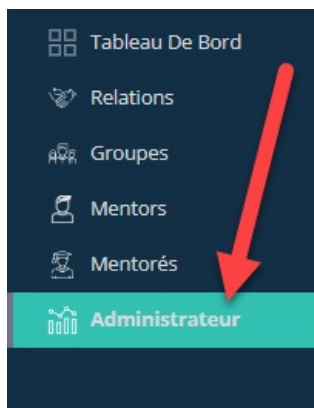 Tableau De Bord
Relations
Groupes
Mentors
Mentorés
Administrateur